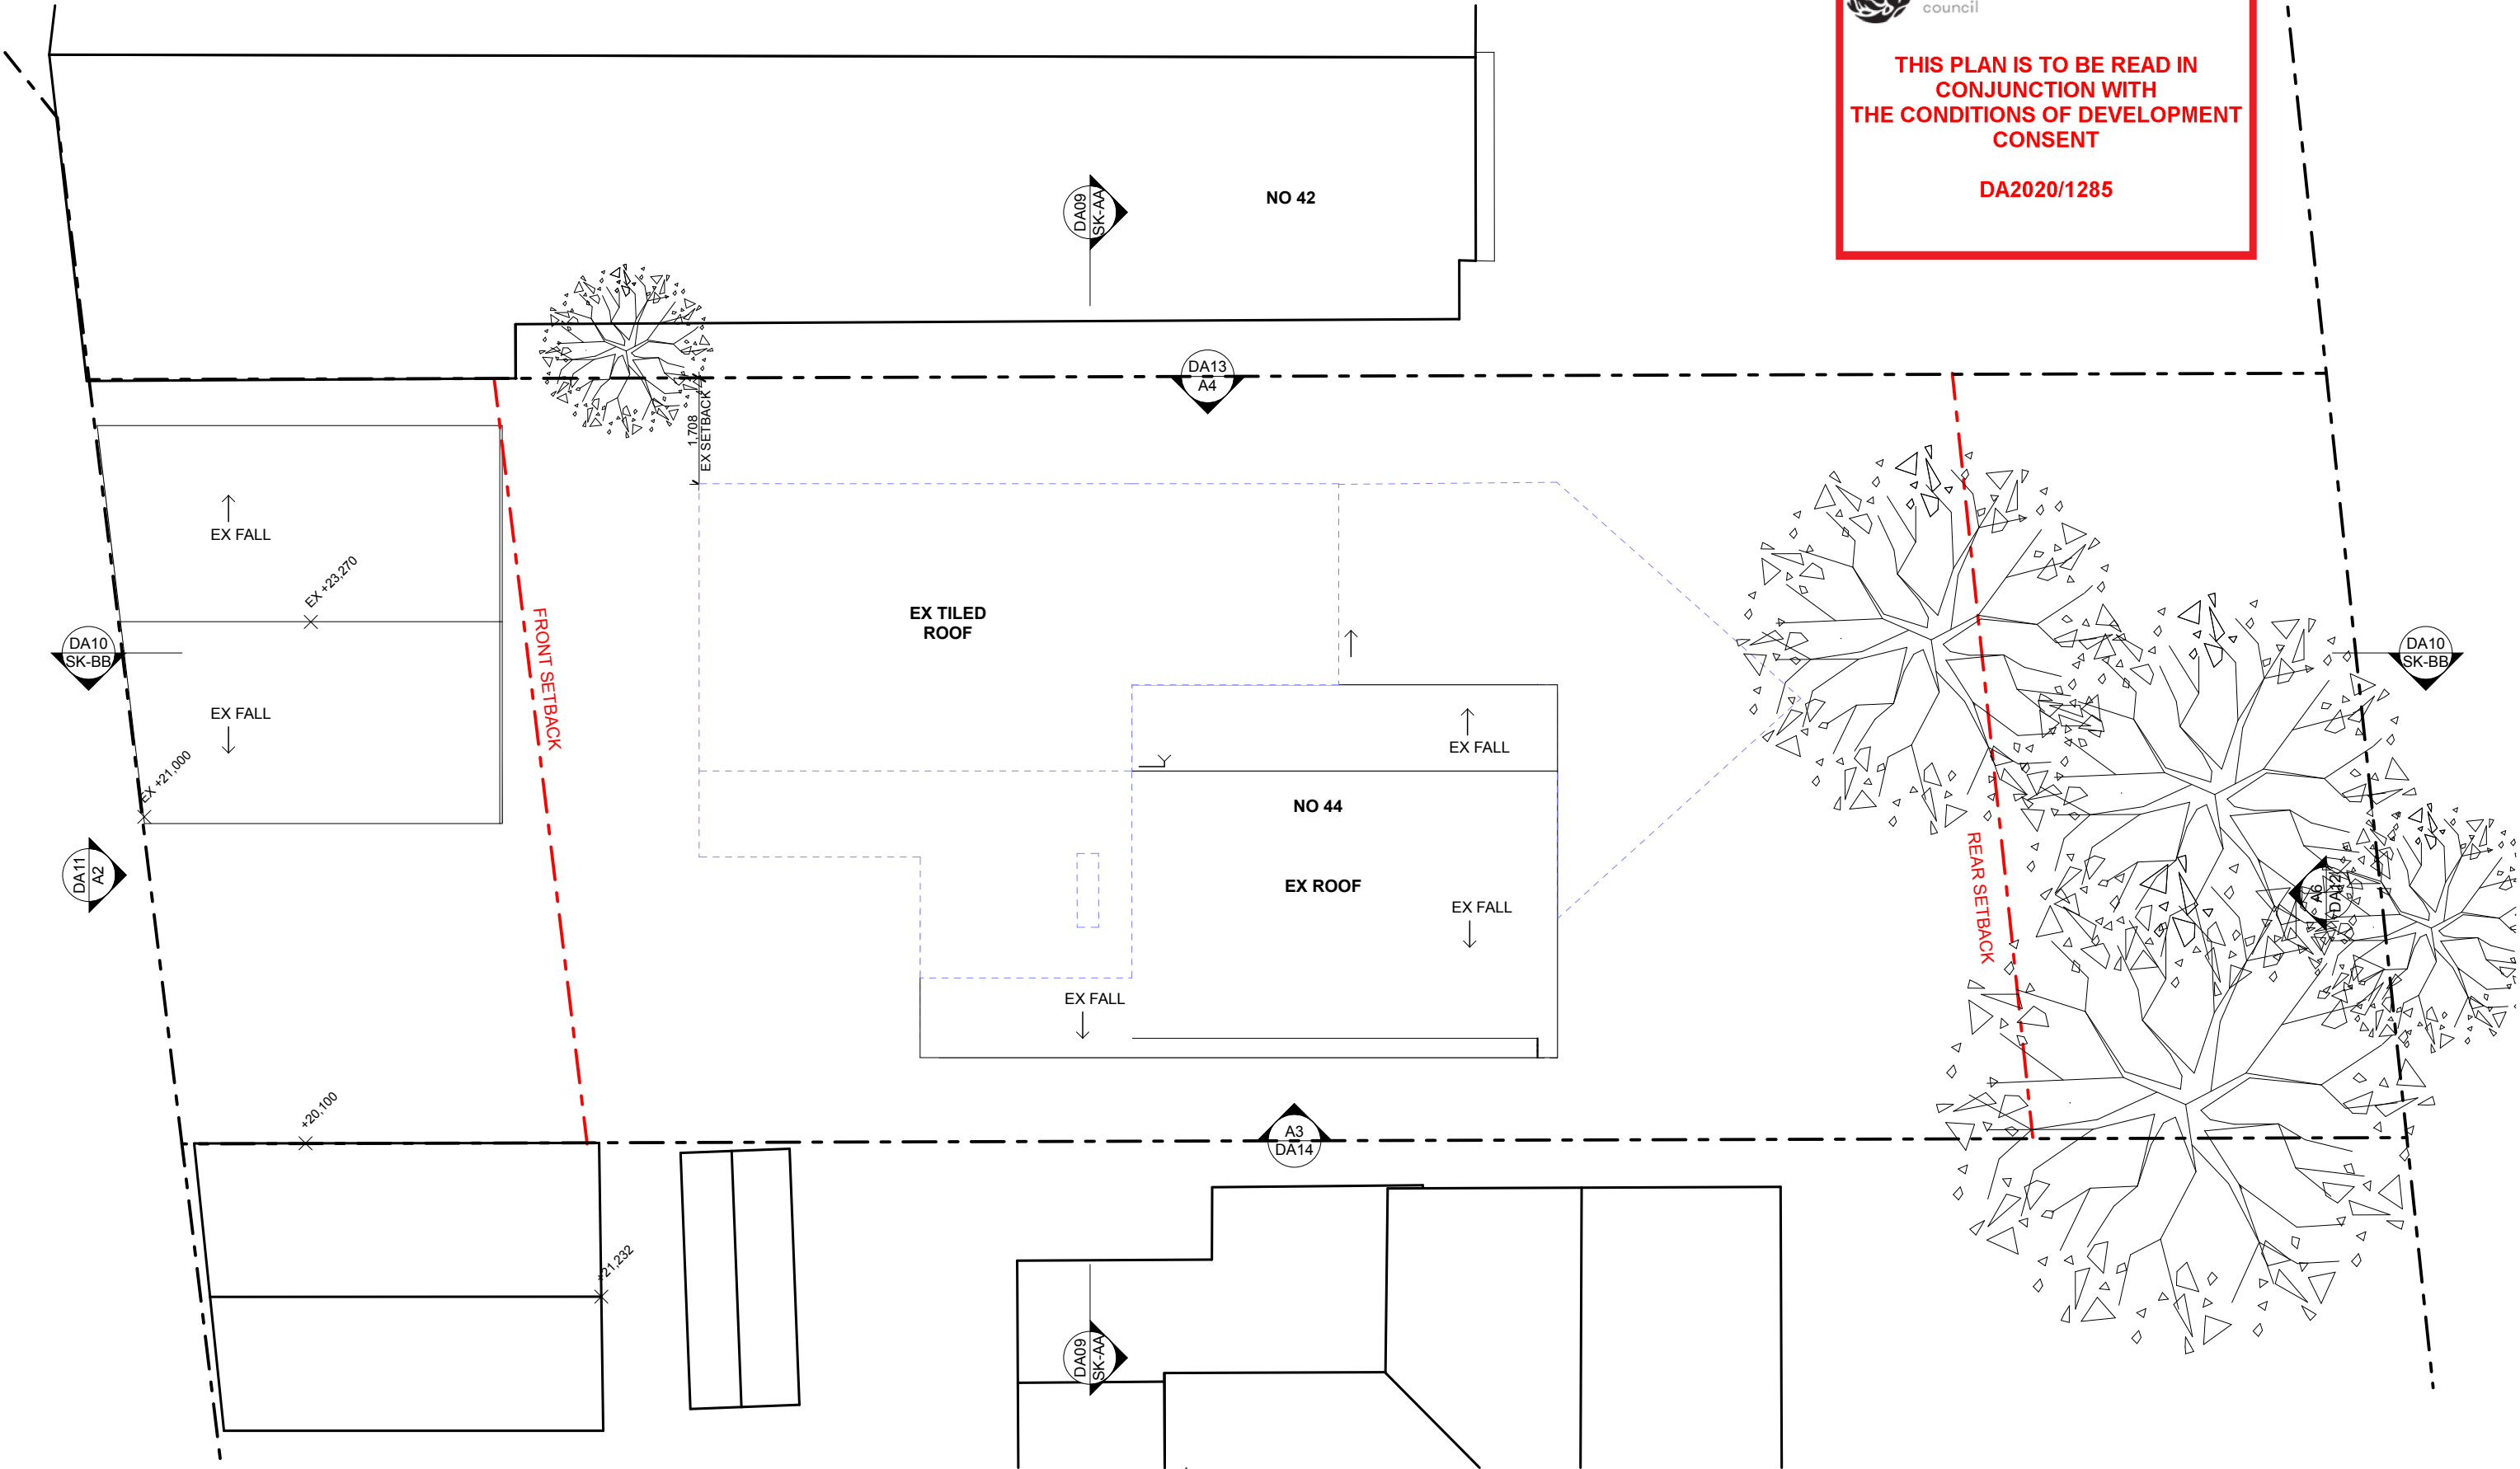 council
THIS PLAN IS TO BE READ IN
CONJUNCTION WITH
THE CONDITIONS OF DEVELOPMENT
CONSENT
DA2020/1285
NO 42
DA09
SK-AA
DA13
A4
1,708
EX SETBACK
EX FALL
EX +23,270
FRONT SETBACK
EX TILED
ROOF
DA10
SK-BB
DA10
SK-BB
EX FALL
EX FALL
EX +21,000
NO 44
DA11
A2
EX ROOF
REAR SETBACK
A6
DA12
EX FALL
EX FALL
+20,100
A3
DA14
+21,232
DA09
SK-AA